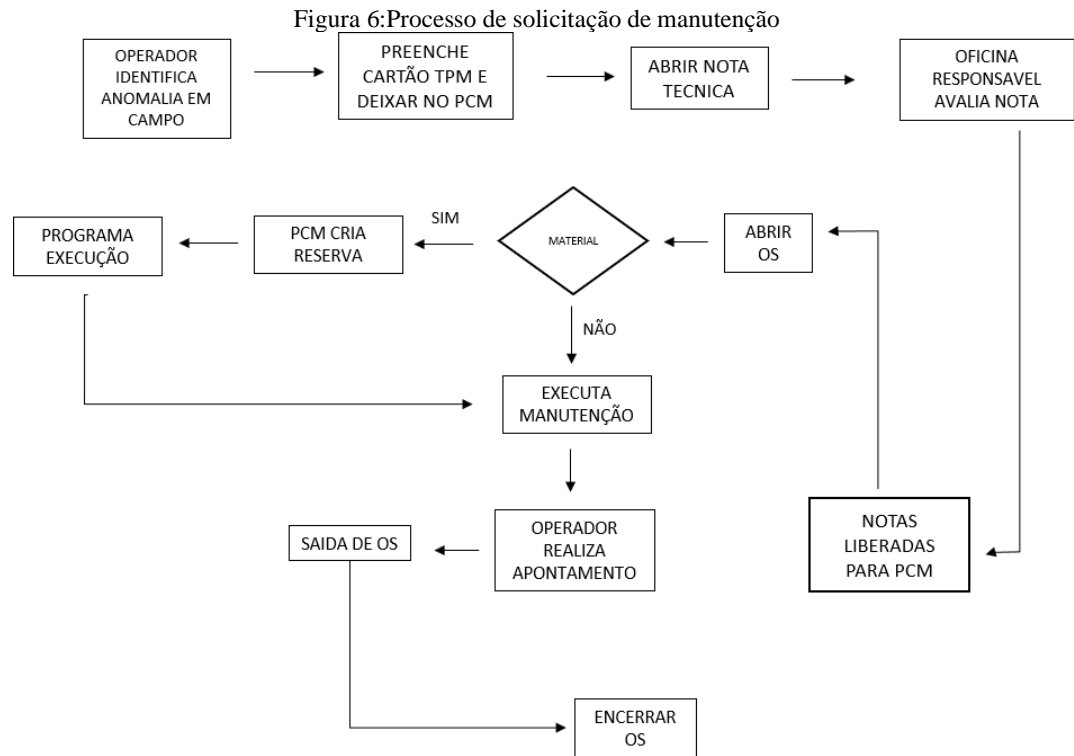 Figura 6:Processo de solicitação de manutenção
OPERADOR
IDENTIFICA
ANOMALIA EM
CAMPO
PREENCHE
CARTÃO TPM E
DEIXAR NO PCM
ABRIR NOTA
TECNICA
OFICINA
RESPONSAVEL
AVALIA NOTA
PROGRAMA
EXECUÇÃO
PCM CRIA
RESERVA
SIM
MATERIAL
ABRIR
OS
NÃO
EXECUTA
MANUTENÇÃO
SAIDA DE OS
OPERADOR
REALIZA
APONTAMENTO
NOTAS
LIBERADAS
PARA PCM
ENCERRAR
OS